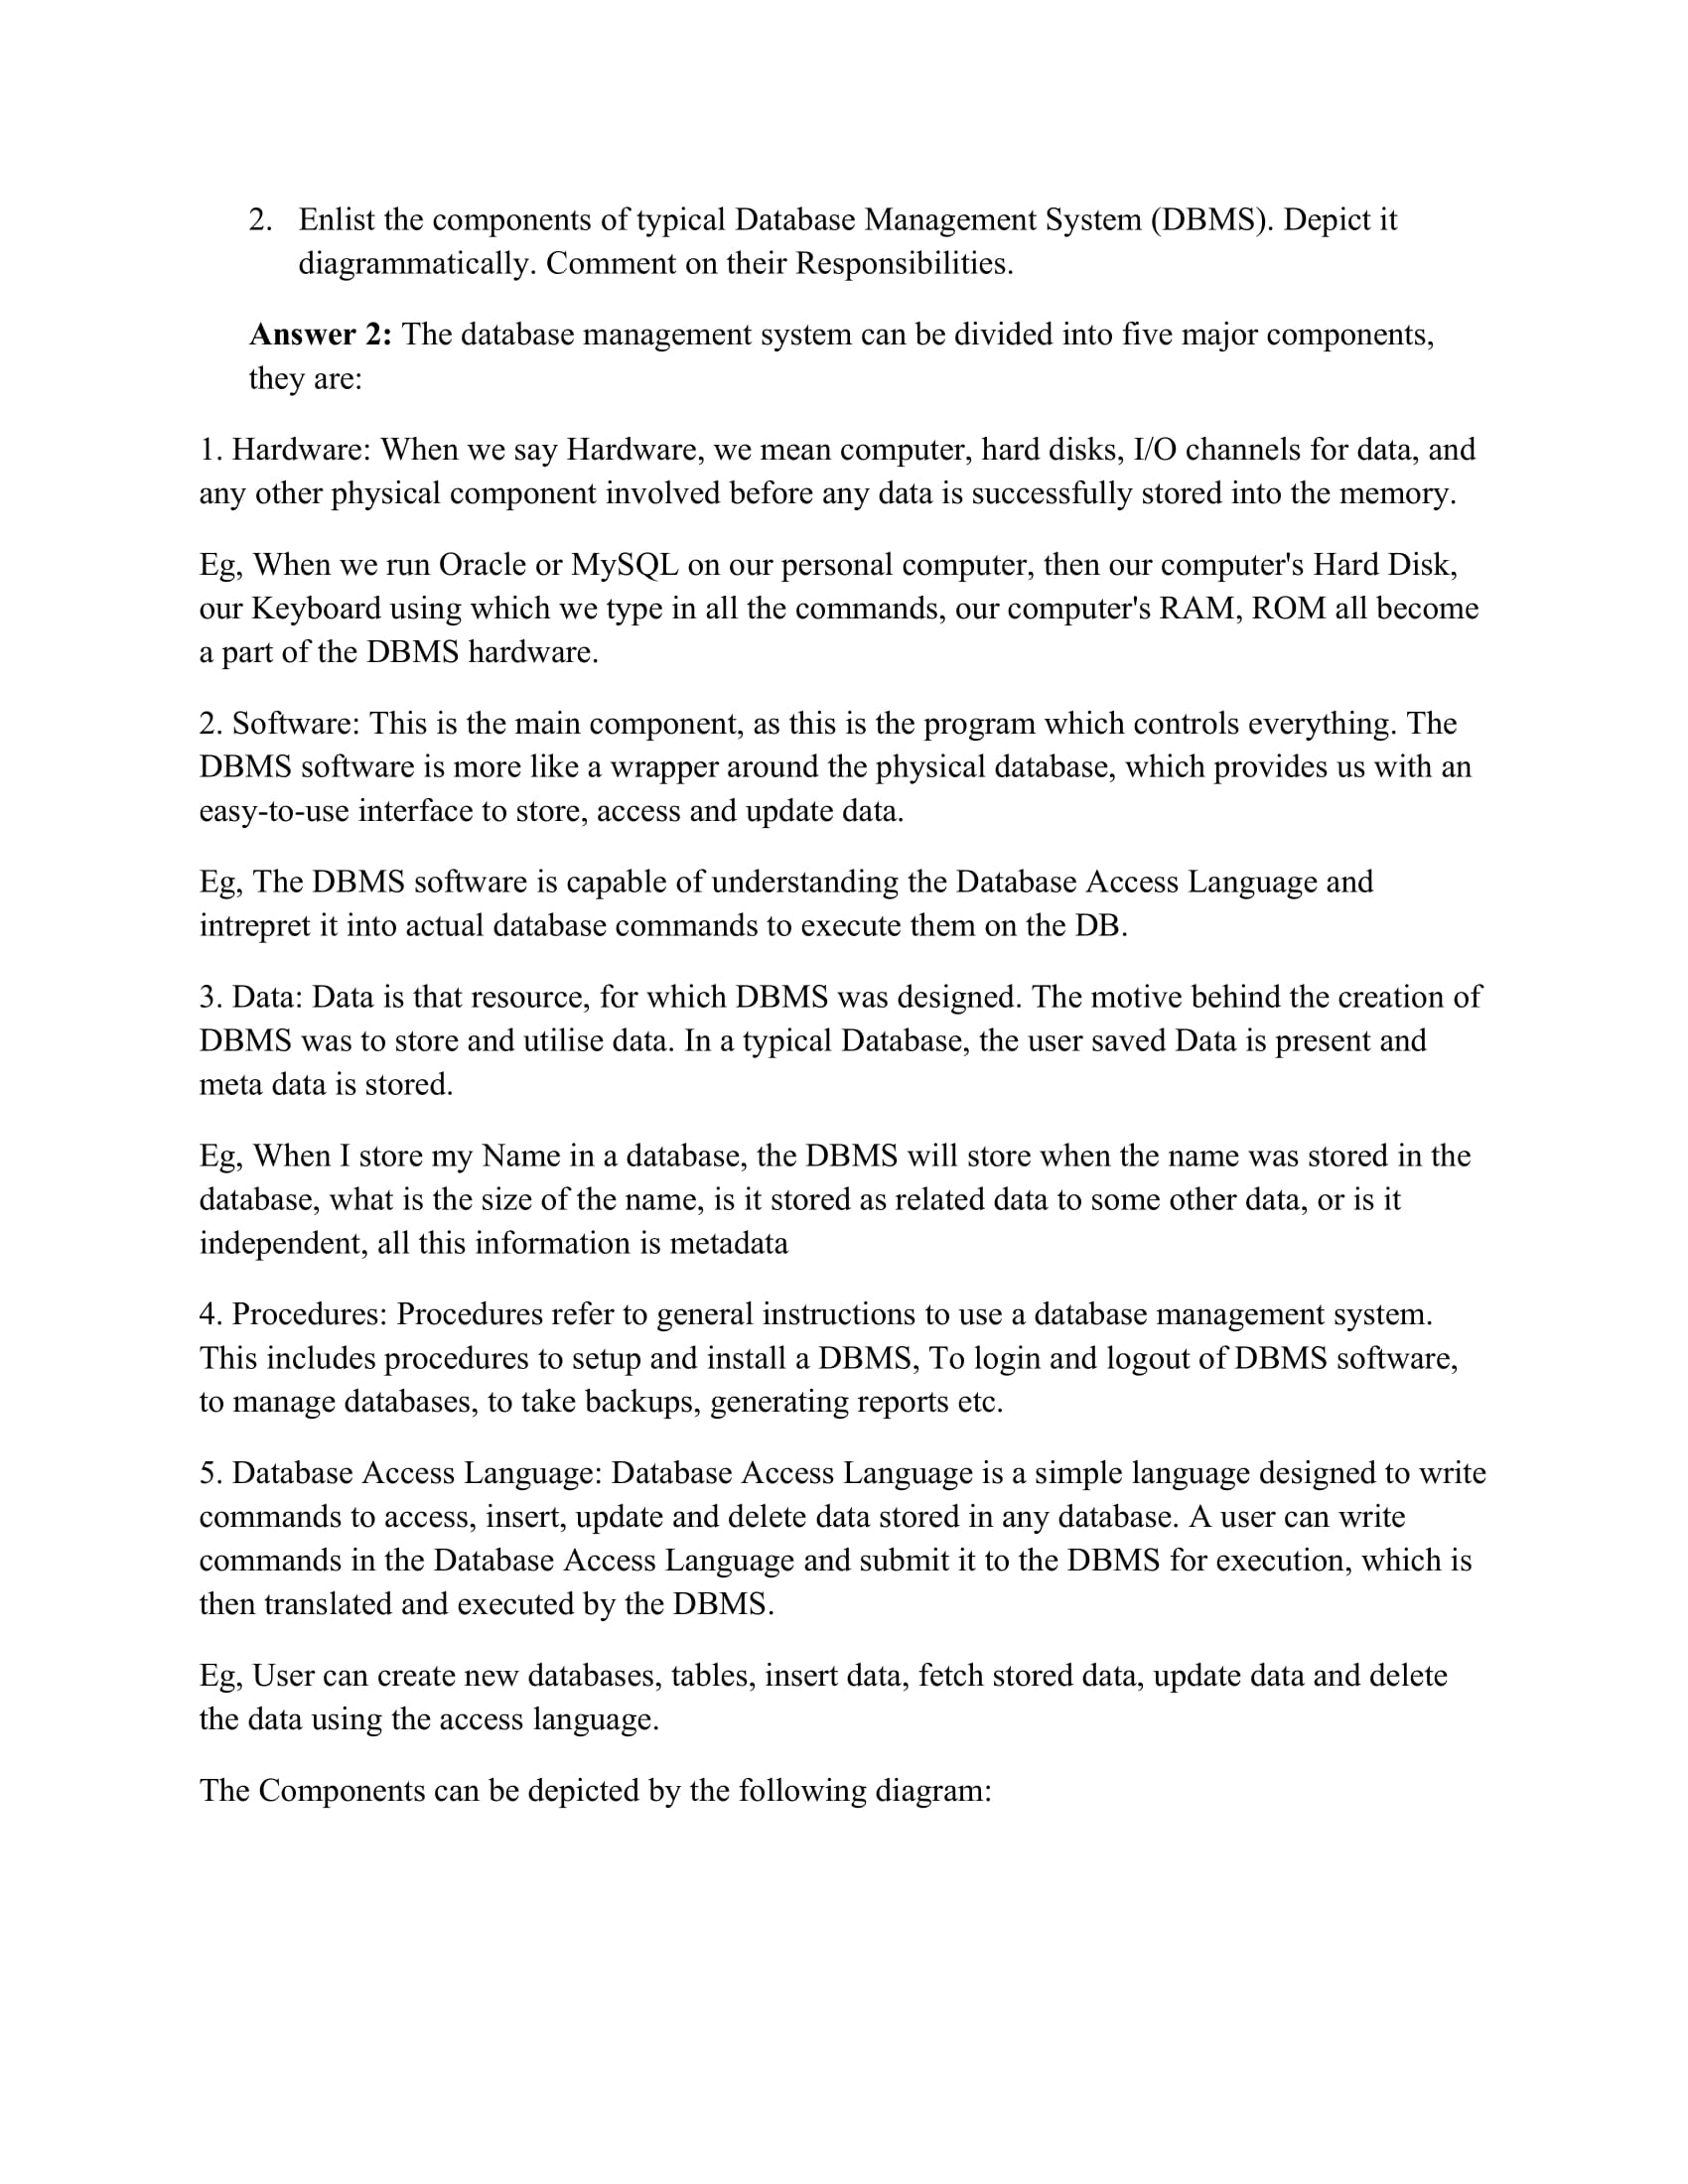 2. Enlist the components of typical Database Management System (DBMS). Depict it
diagrammatically. Comment on their Responsibilities.
Answer 2: The database management system can be divided into five major components,
they are:
1. Hardware: When we say Hardware, we mean computer, hard disks, I/O channels for data, and
any other physical component involved before any data is successfully stored into the memory.
Eg, When we run Oracle or MySQL on our personal computer, then our computer's Hard Disk,
our Keyboard using which we type in all the commands, our computer's RAM, ROM all become
a part of the DBMS hardware.
2. Software: This is the main component, as this is the program which controls everything. The
DBMS software is more like a wrapper around the physical database, which provides us with an
easy-to-use interface to store, access and update data.
Eg, The DBMS software is capable of understanding the Database Access Language and
intrepret it into actual database commands to execute them on the DB.
3. Data: Data is that resource, for which DBMS was designed. The motive behind the creation of
DBMS was to store and utilise data. In a typical Database, the user saved Data is present and
meta data is stored.
Eg, When I store my Name in a database, the DBMS will store when the name was stored in the
database, what is the size of the name, is it stored as related data to some other data, or is it
independent, all this information is metadata
4. Procedures: Procedures refer to general instructions to use a database management system.
This includes procedures to setup and install a DBMS, To login and logout of DBMS software,
to manage databases, to take backups, generating reports etc.
5. Database Access Language: Database Access Language is a simple language designed to write
commands to access, insert, update and delete data stored in any database. A user can write
commands in the Database Access Language and submit it to the DBMS for execution, which is
then translated and executed by the DBMS.
Eg, User can create new databases, tables, insert data, fetch stored data, update data and delete
the data using the access language.
The Components can be depicted by the following diagram: